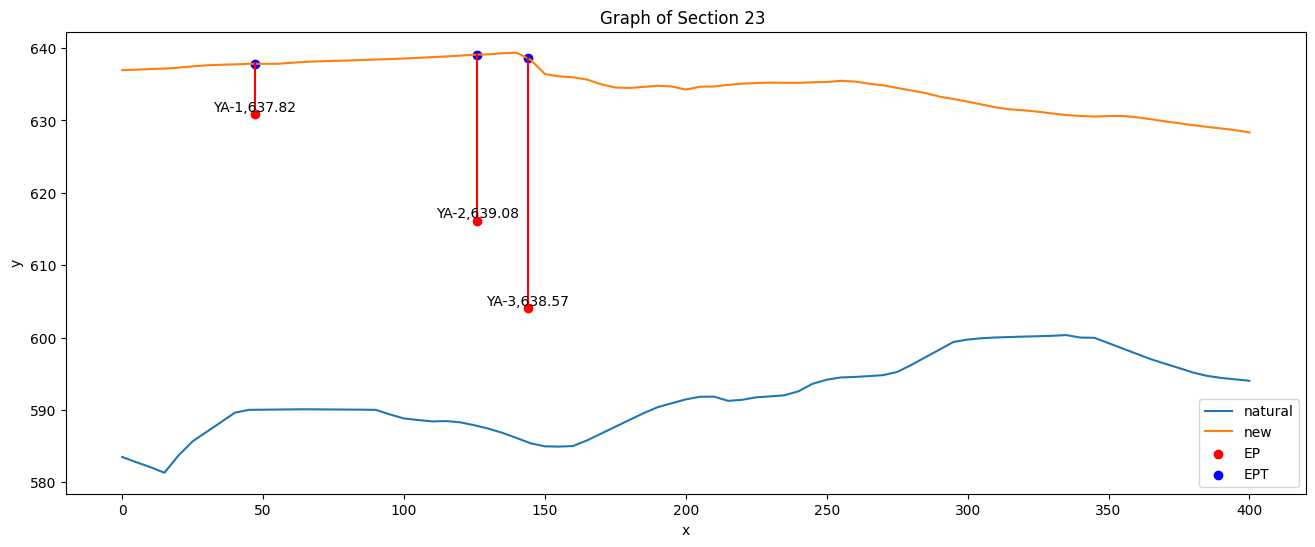 Graph of Section 23
y
640
630
620
610
600
590
580
YA-1,637.82
YA-2,639.08
YA-3,638.57
natural
new
EP
EPT
0 50 100 150 200 250 300 350 400
x